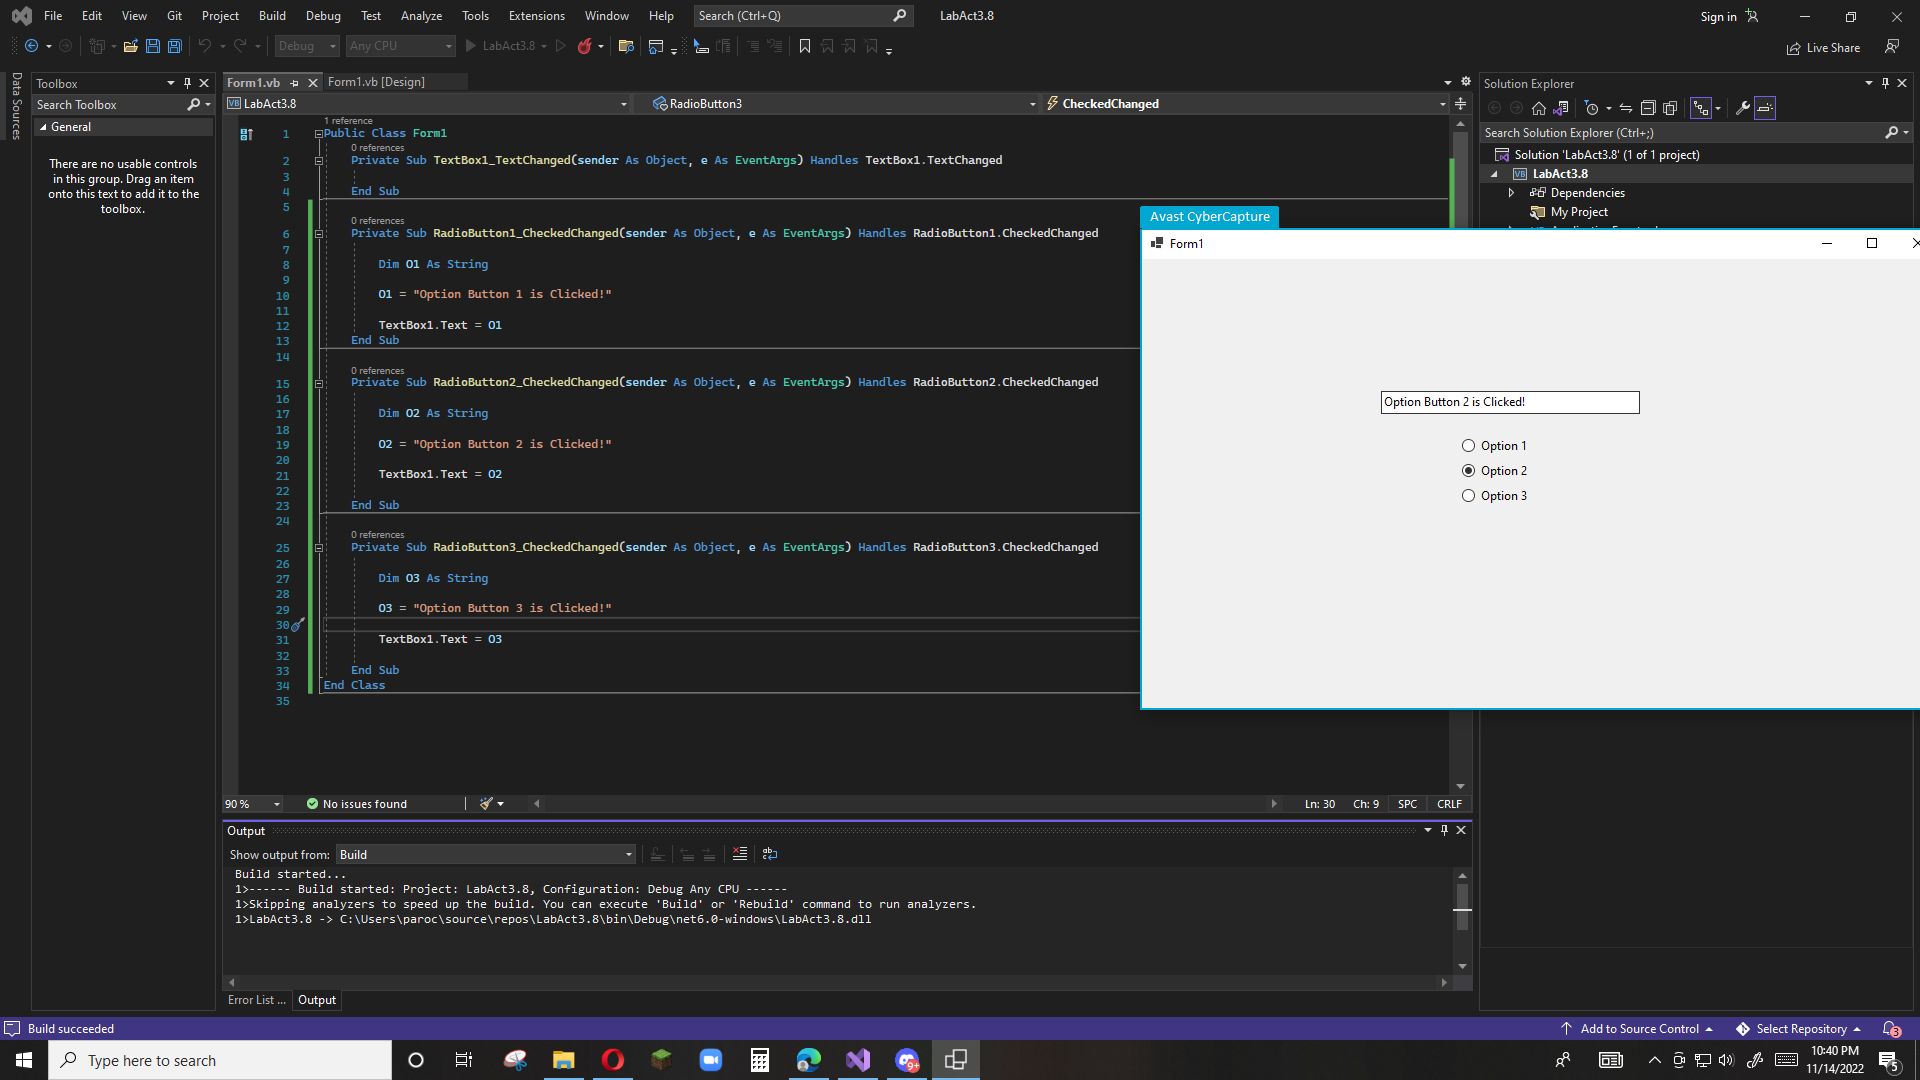 File Edit View Git Project Build Debug Test Analyze Tools Extensions Window Help Search (Ctrl+Q) LabAct3.8 Sign in
Debug Any CPU LabAct3.8 Live Share
Data Sources
Toolbox
Search Toolbox
General
There are no usable controls
in this group. Drag an item
onto this text to add it to the
toolbox.
Form1.vb Form1.vb [Design]
VB LabAct3.8 RadioButton3 CheckedChanged
1 reference
1 Public Class Form1
0 references
2 Private Sub TextBox1_TextChanged(sender As Object, e As EventArgs) Handles TextBox1.TextChanged
3
4 End Sub
5
0 references
6 Private Sub RadioButton1_CheckedChanged(sender As Object, e As EventArgs) Handles RadioButton1.CheckedChanged
7
8 Dim O1 As String
9
10 O1 = "Option Button 1 is Clicked!"
11
12 TextBox1.Text = O1
13 End Sub
14
0 references
15 Private Sub RadioButton2_CheckedChanged(sender As Object, e As EventArgs) Handles RadioButton2.CheckedChanged
16
17 Dim O2 As String
18
19 O2 = "Option Button 2 is Clicked!"
20
21 TextBox1.Text = O2
22
23 End Sub
24
0 references
25 Private Sub RadioButton3_CheckedChanged(sender As Object, e As EventArgs) Handles RadioButton3.CheckedChanged
26
27 Dim O3 As String
28
29 O3 = "Option Button 3 is Clicked!"
30
31 TextBox1.Text = O3
32
33 End Sub
34 End Class
35
90 % No issues found Ln: 30 Ch: 9 SPC CRLF
Output
Show output from: Build
Build started...
1>------ Build started: Project: LabAct3.8, Configuration: Debug Any CPU ------
1>Skipping analyzers to speed up the build. You can execute 'Build' or 'Rebuild' command to run analyzers.
1>LabAct3.8 -> C:\Users\paroc\source\repos\LabAct3.8\bin\Debug\net6.0-windows\LabAct3.8.dll
Error List ... Output
Solution Explorer
Search Solution Explorer (Ctrl+;)
Solution 'LabAct3.8' (1 of 1 project)
VB LabAct3.8
Dependencies
My Project
Avast CyberCapture
Form1
Option Button 2 is Clicked!
Option 1
Option 2
Option 3
Build succeeded Add to Source Control Select Repository 3
Type here to search 9+ 10:40 PM
11/14/2022 5